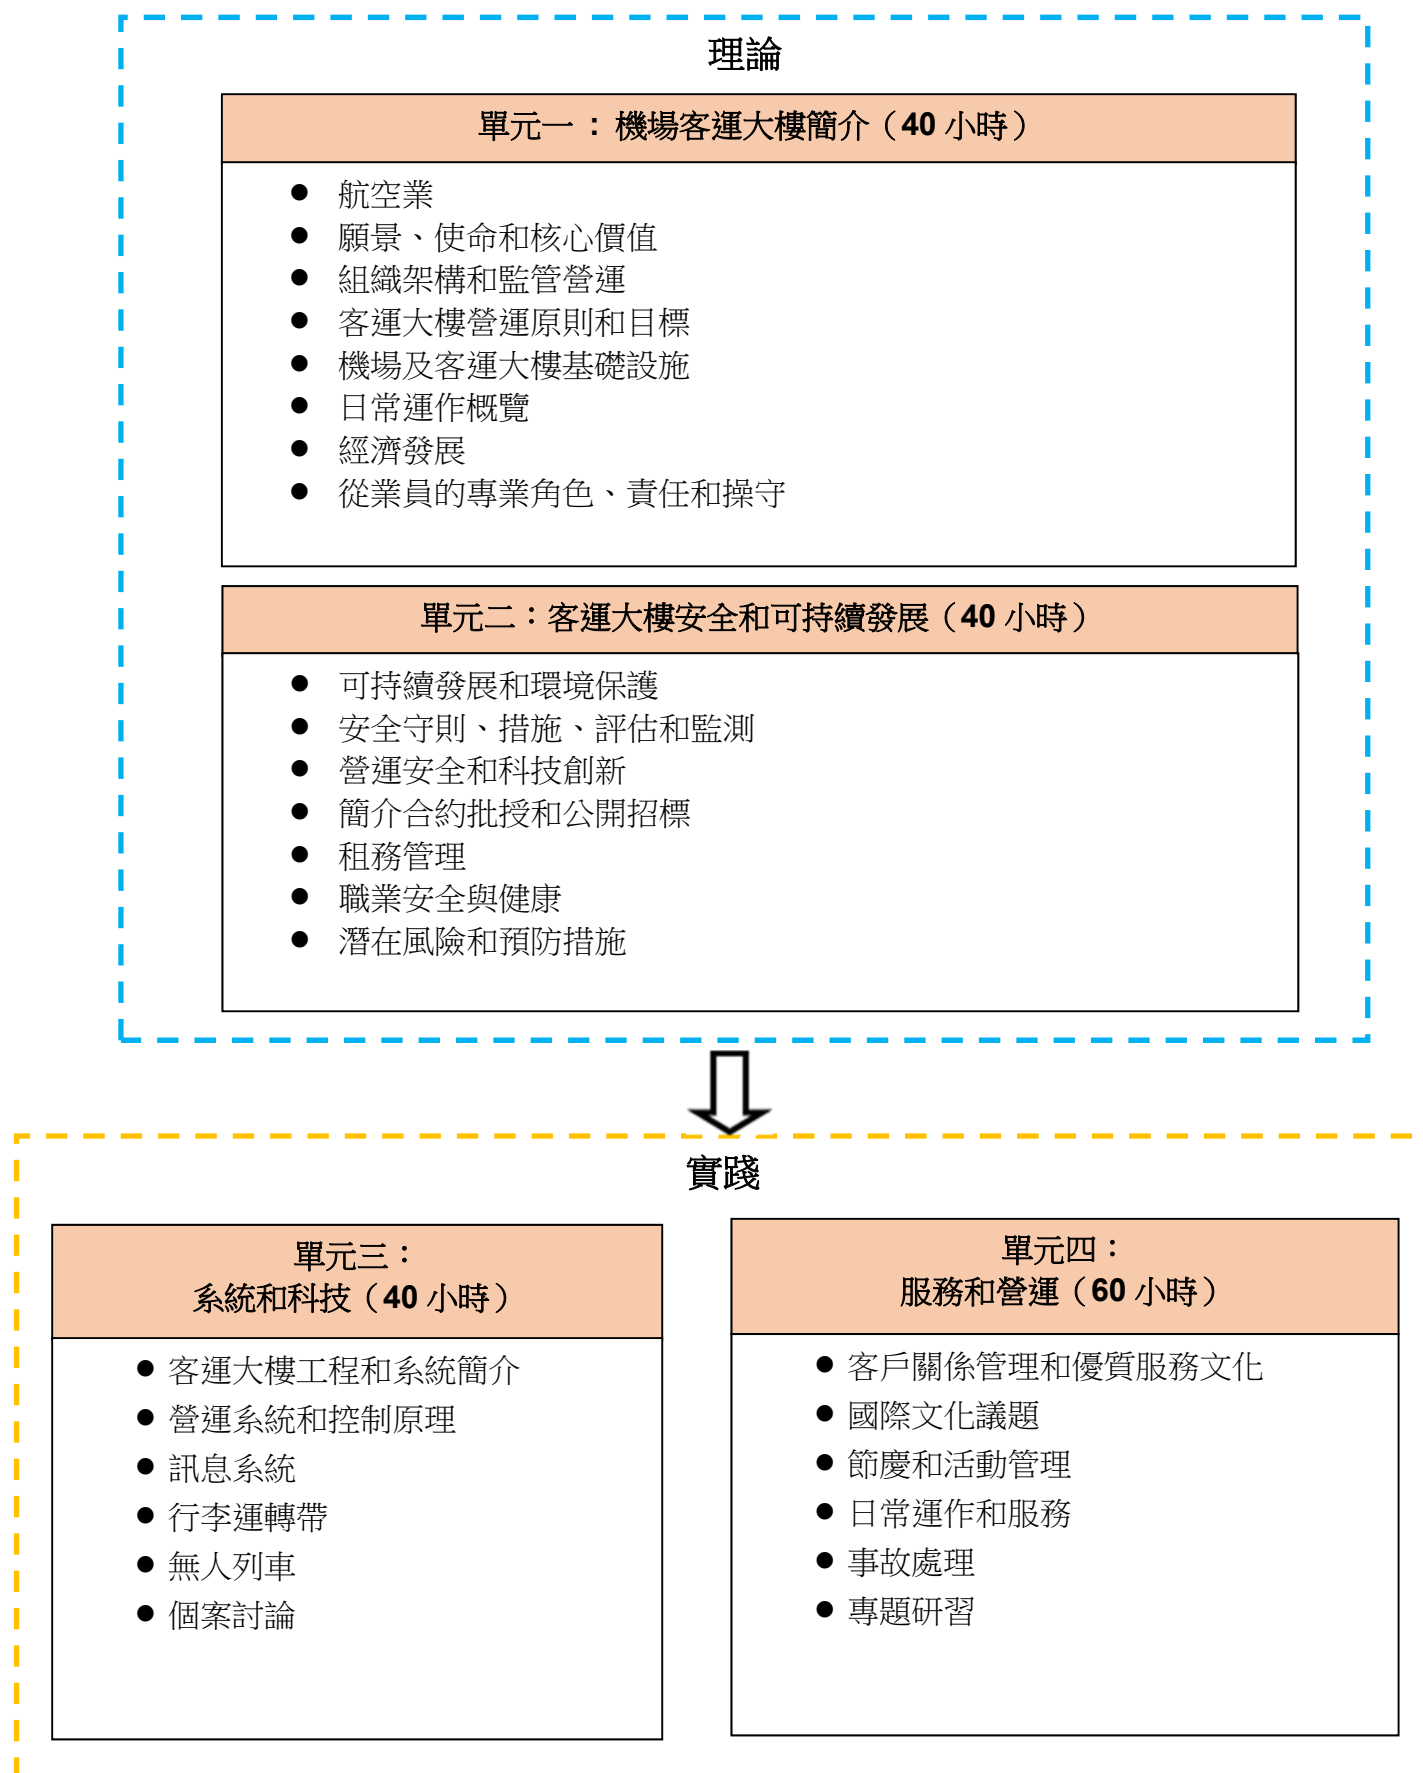 理論
單元一 : 機場客運大樓簡介（40 小時）
● 航空業
● 願景、使命和核心價值
● 組織架構和監管營運
● 客運大樓營運原則和目標
● 機場及客運大樓基礎設施
● 日常運作概覽
● 經濟發展
● 從業員的專業角色、責任和操守
單元二：客運大樓安全和可持續發展（40 小時）
● 可持續發展和環境保護
● 安全守則、措施、評估和監測
● 營運安全和科技創新
● 簡介合約批授和公開招標
● 租務管理
● 職業安全與健康
● 潛在風險和預防措施
實踐
單元三：
系統和科技（40 小時）
● 客運大樓工程和系統簡介
● 營運系統和控制原理
● 訊息系統
● 行李運轉帶
● 無人列車
● 個案討論
單元四：
服務和營運（60 小時）
● 客戶關係管理和優質服務文化
● 國際文化議題
● 節慶和活動管理
● 日常運作和服務
● 事故處理
● 專題研習